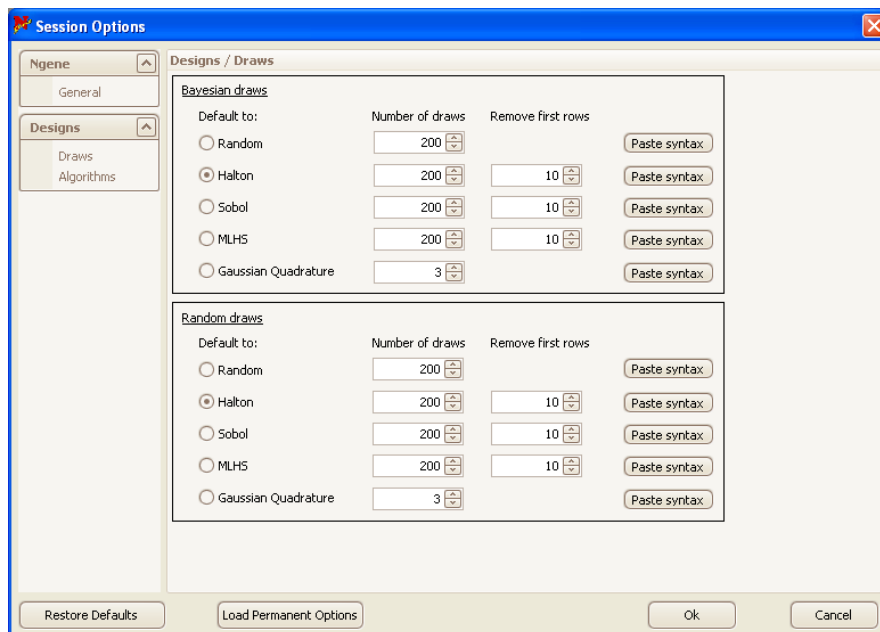 Session Options
Ngene
General
Designs
Draws
Algorithms
Designs / Draws
Bayesian draws
Default to: Number of draws Remove first rows
Random 200 Paste syntax
Halton 200 10 Paste syntax
Sobol 200 10 Paste syntax
MLHS 200 10 Paste syntax
Gaussian Quadrature 3 Paste syntax
Random draws
Default to: Number of draws Remove first rows
Random 200 Paste syntax
Halton 200 10 Paste syntax
Sobol 200 10 Paste syntax
MLHS 200 10 Paste syntax
Gaussian Quadrature 3 Paste syntax
Restore Defaults Load Permanent Options Ok Cancel